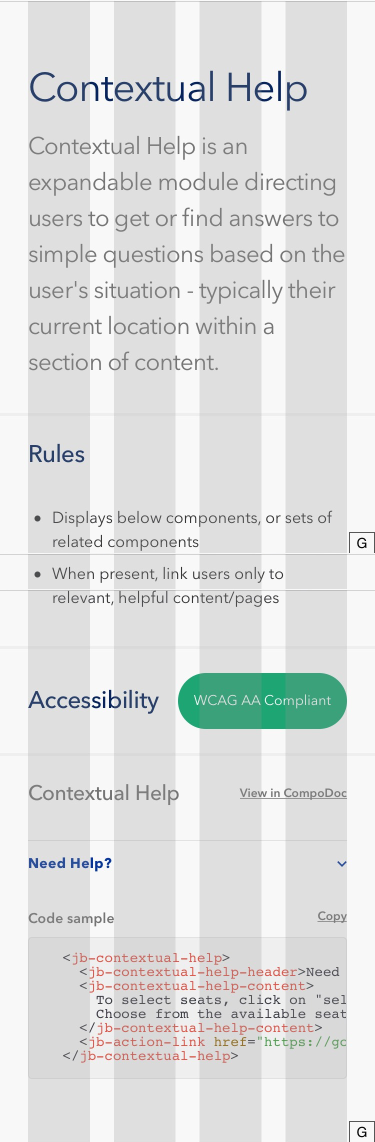 Contextual Help
Contextual Help is an
expandable module directing
users to get or find answers to
simple questions based on the
user's situation - typically their
current location within a
section of content.
Rules
• Displays below components, or sets of
related components
G
• When present, link users only to
relevant, helpful content/pages
Accessibility WCAG AA Compliant
Contextual Help View in CompoDoc
Need Help?
Code sample Copy
<jb-contextual-help>
<jb-contextual-help-header>Need
<jb-contextual-help-content>
To select seats, click on "sel
Choose from the available seat
</jb-contextual-help-content>
<jb-action-link href="https://go
</jb-contextual-help>
G